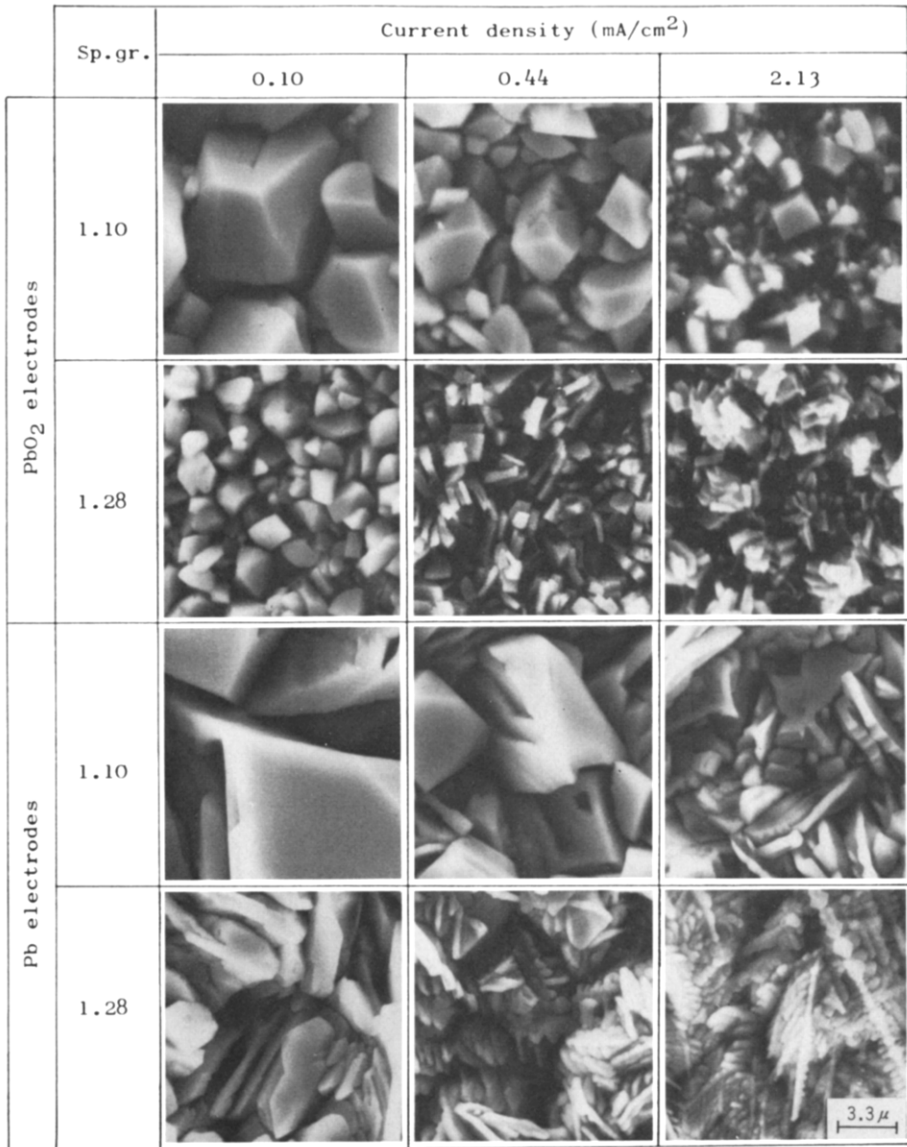 Current density (mA/cm²)
Sp.gr.
0.10 0.44 2.13
PbO₂ electrodes
1.10
1.28
Pb electrodes
1.10
1.28
3.3 μ